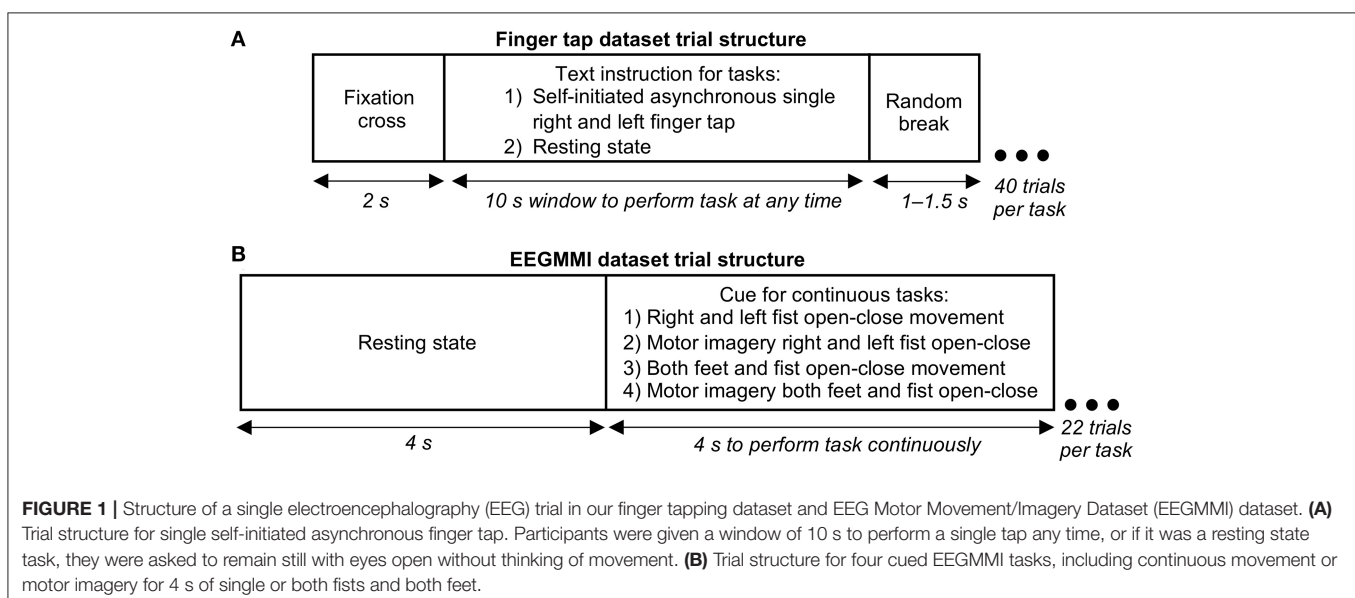 A
Finger tap dataset trial structure
Fixation
cross
Text instruction for tasks:
1) Self-initiated asynchronous single
right and left finger tap
2) Resting state
Random
break
2 s
10 s window to perform task at any time
1–1.5 s
40 trials
per task
B
EEGMMI dataset trial structure
Resting state
Cue for continuous tasks:
1) Right and left fist open-close movement
2) Motor imagery right and left fist open-close
3) Both feet and fist open-close movement
4) Motor imagery both feet and fist open-close
4 s
4 s to perform task continuously
22 trials
per task
FIGURE 1 | Structure of a single electroencephalography (EEG) trial in our finger tapping dataset and EEG Motor Movement/Imagery Dataset (EEGMMI) dataset. (A)
Trial structure for single self-initiated asynchronous finger tap. Participants were given a window of 10 s to perform a single tap any time, or if it was a resting state
task, they were asked to remain still with eyes open without thinking of movement. (B) Trial structure for four cued EEGMMI tasks, including continuous movement or
motor imagery for 4 s of single or both fists and both feet.